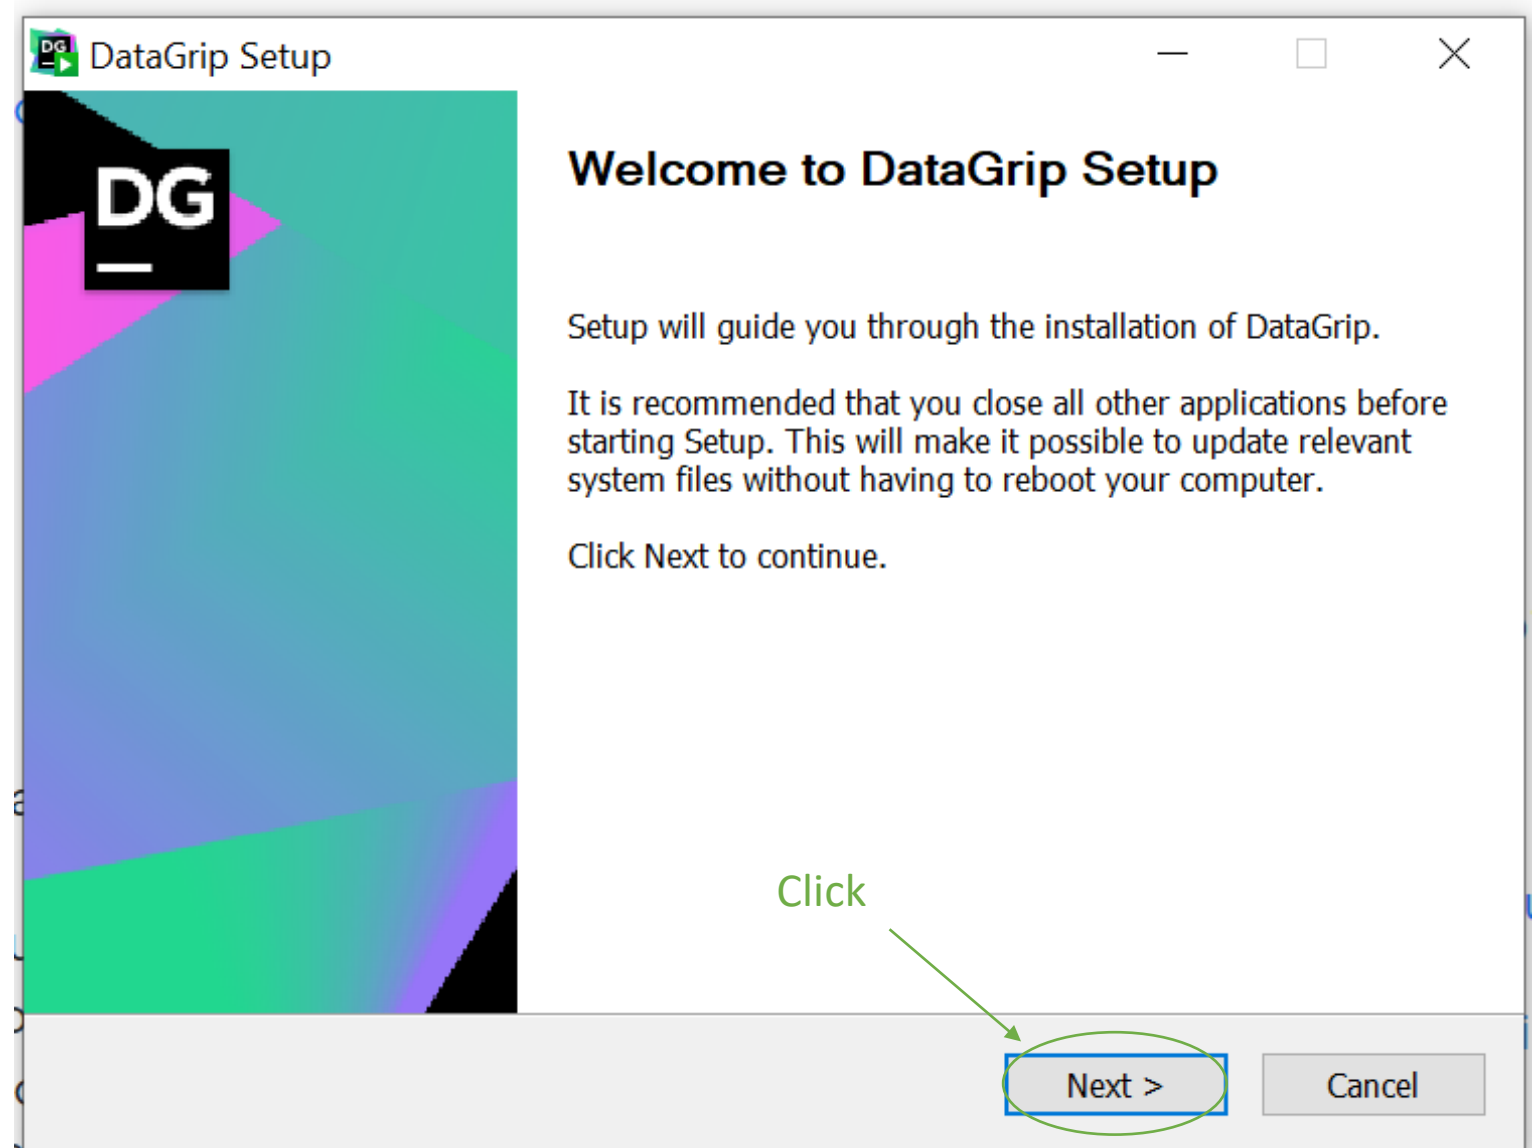 DG
DataGrip Setup
DG
Welcome to DataGrip Setup
Setup will guide you through the installation of DataGrip.
It is recommended that you close all other applications before
starting Setup. This will make it possible to update relevant
system files without having to reboot your computer.
Click Next to continue.
Click
Next >
Cancel